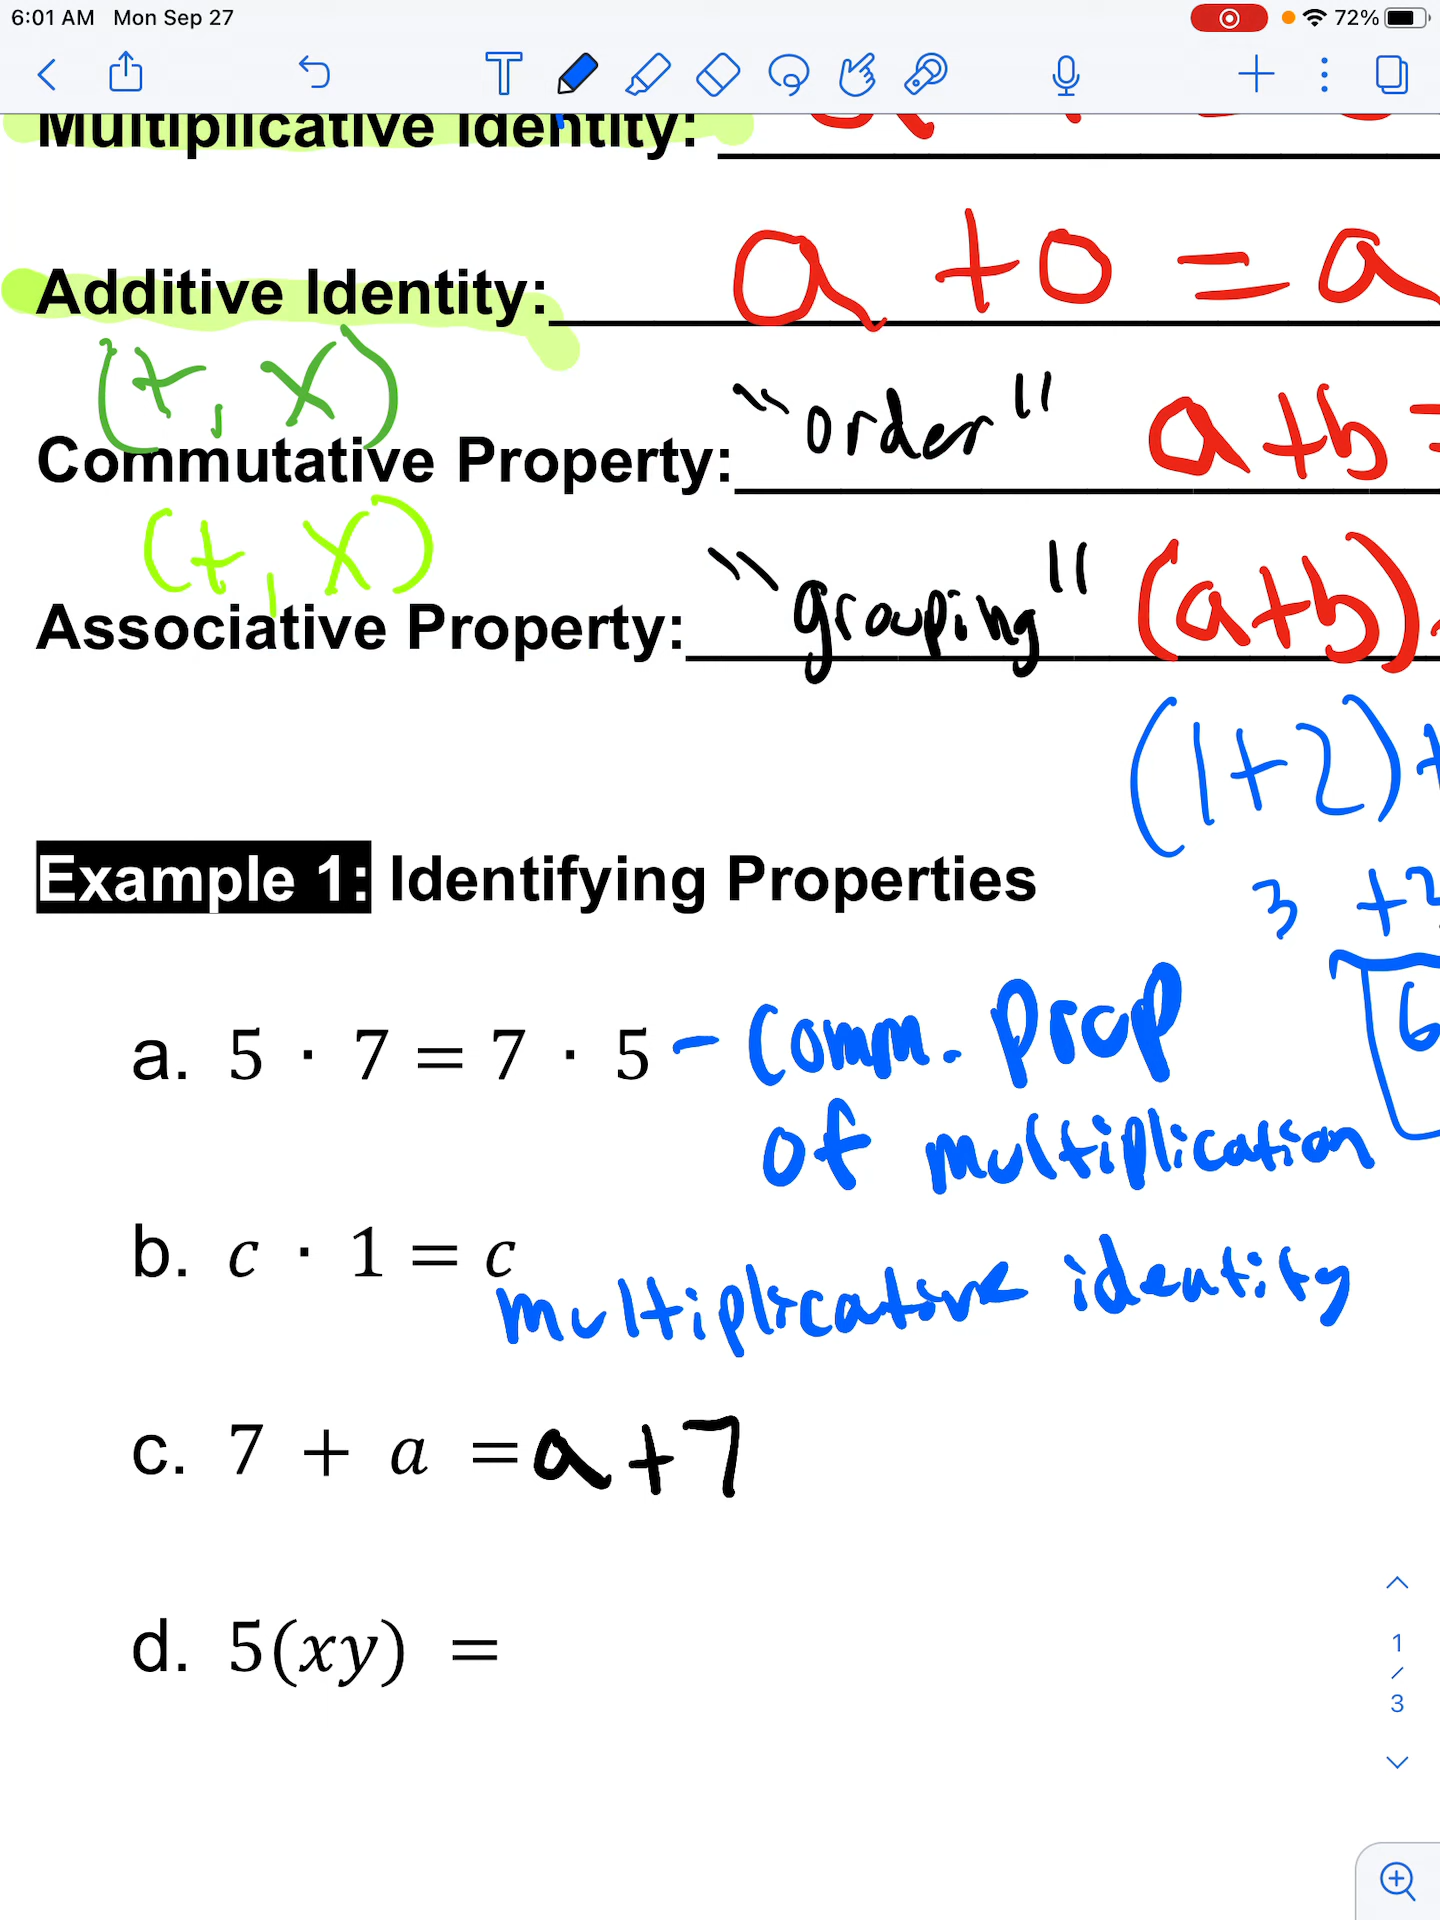 6:01 AM Mon Sep 27 72%
Multiplicative Identity:
Additive Identity: a + 0 = a
(+, x)
Commutative Property: "order" a+b =
(+, x)
Associative Property: "grouping" (a+b)
(1+2)+
Example 1: Identifying Properties
3 +3
6
a. 5 · 7 = 7 · 5 - Comm. Prop
of multiplication
b. c · 1 = c
multiplicative identity
c. 7 + a = a +7
d. 5(xy) =
1
/
3